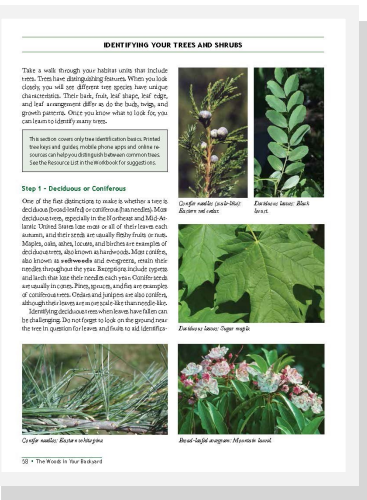 IDENTIFYING YOUR TREES AND SHRUBS
Take a walk through your habitat units that include
trees. Trees have distinguishing features. When you look
closely, you will see different tree species have unique
characteristics. Their bark, fruit, leaf shape, leaf edge,
and leaf arrangement differ as do the buds, twigs, and
growth patterns. Once you know what to look for, you
can learn to identify many trees.
This section covers only tree identification basics. Printed
tree keys and guides, mobile phone apps and online re-
sources can help you distinguish between common trees.
See the Resource List in the Workbook for suggestions.
Step 1 - Deciduous or Coniferous
One of the first distinctions to make is whether a tree is
deciduous (broad-leafed) or coniferous (has needles). Most
deciduous trees, especially in the Northeast and Mid-At-
lantic United States lose most or all of their leaves each
autumn, and their seeds are usually fleshy fruits or nuts.
Maples, oaks, ashes, locusts, and birches are examples of
deciduous trees, also known as hardwoods. Most conifers,
also known as softwoods and evergreens, retain their
needles throughout the year. Exceptions include cypress
and larch that lose their needles each year. Conifer seeds
are usually in cones. Pines, spruces, and firs are examples
of coniferous trees. Cedars and junipers are also conifers,
although their leaves are more scale-like than needle-like.
Identifying deciduous trees when leaves have fallen can
be challenging. Do not forget to look on the ground near
the tree in question for leaves and fruits to aid identifica-
Conifer needles (scale-like):
Eastern red cedar.
Deciduous leaves: Black
locust.
Deciduous leaves: Sugar maple.
Conifer needles: Eastern white pine
Broad-leafed evergreen: Mountain laurel.
58 • The Woods in Your Backyard